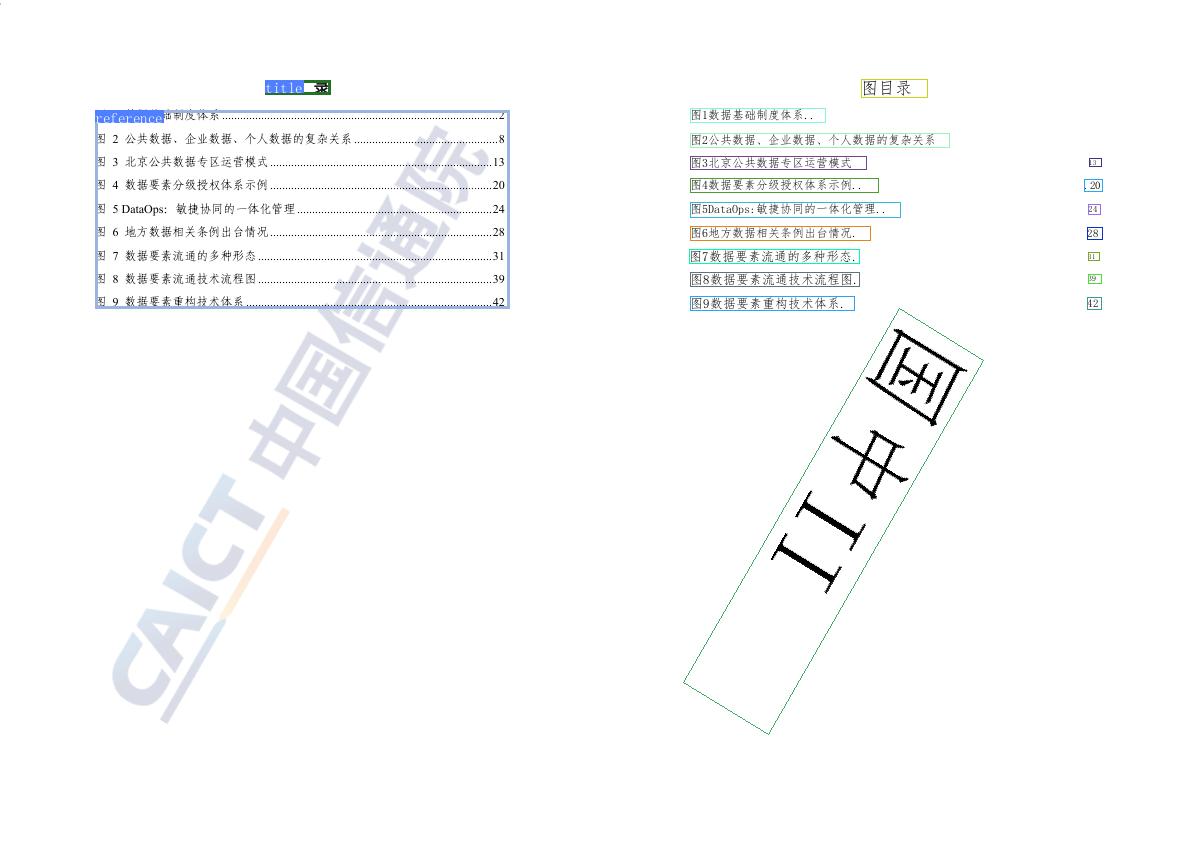 title 录
reference础制度体系 2
图 2 公共数据、企业数据、个人数据的复杂关系 8
图 3 北京公共数据专区运营模式 13
图 4 数据要素分级授权体系示例 20
图 5 DataOps: 敏捷协同的一体化管理 24
图 6 地方数据相关条例出台情况 28
图 7 数据要素流通的多种形态 31
图 8 数据要素流通技术流程图 39
图 9 数据要素重构技术体系 42
CAICT 中国信通院
图目录
图1数据基础制度体系..
图2公共数据、企业数据、个人数据的复杂关系
图3北京公共数据专区运营模式 13
图4数据要素分级授权体系示例.. .20
图5DataOps:敏捷协同的一体化管理.. 24
图6地方数据相关条例出台情况. 28
图7数据要素流通的多种形态. 31
图8数据要素流通技术流程图. 39
图9数据要素重构技术体系. 42
II中国